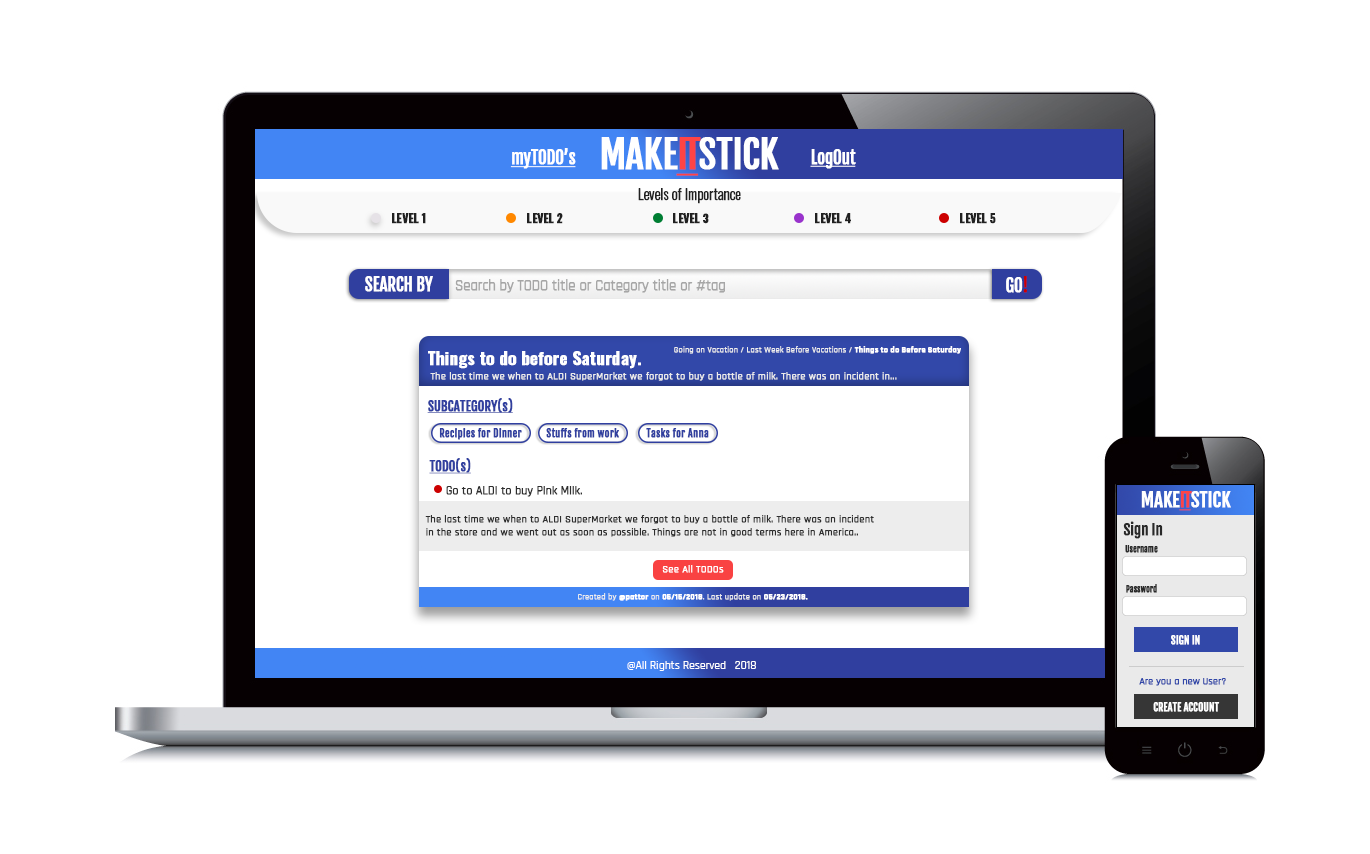 myTODO's MAKEITSTICK LogOut
Levels of Importance
LEVEL 1 LEVEL 2 LEVEL 3 LEVEL 4 LEVEL 5
SEARCH BY Search by TODO title or Category title or #tag GO!
Things to do before Saturday. Going on Vacation / Last Week Before Vacations / Things to do Before Saturday
The last time we when to ALDI SuperMarket we forgot to buy a bottle of milk. There was an incident in...
SUBCATEGORY(s)
Recipies for Dinner Stuffs from work Tasks for Anna
TODO(s)
Go to ALDI to buy Pink Milk.
The last time we when to ALDI SuperMarket we forgot to buy a bottle of milk. There was an incident
in the store and we went out as soon as possible. Things are not in good terms here in America..
See All TODOs
Created by @potter on 05/15/2018. Last update on 05/23/2018.
@All Rights Reserved 2018
MAKEITSTICK
Sign In
Username
Password
SIGN IN
Are you a new User?
CREATE ACCOUNT